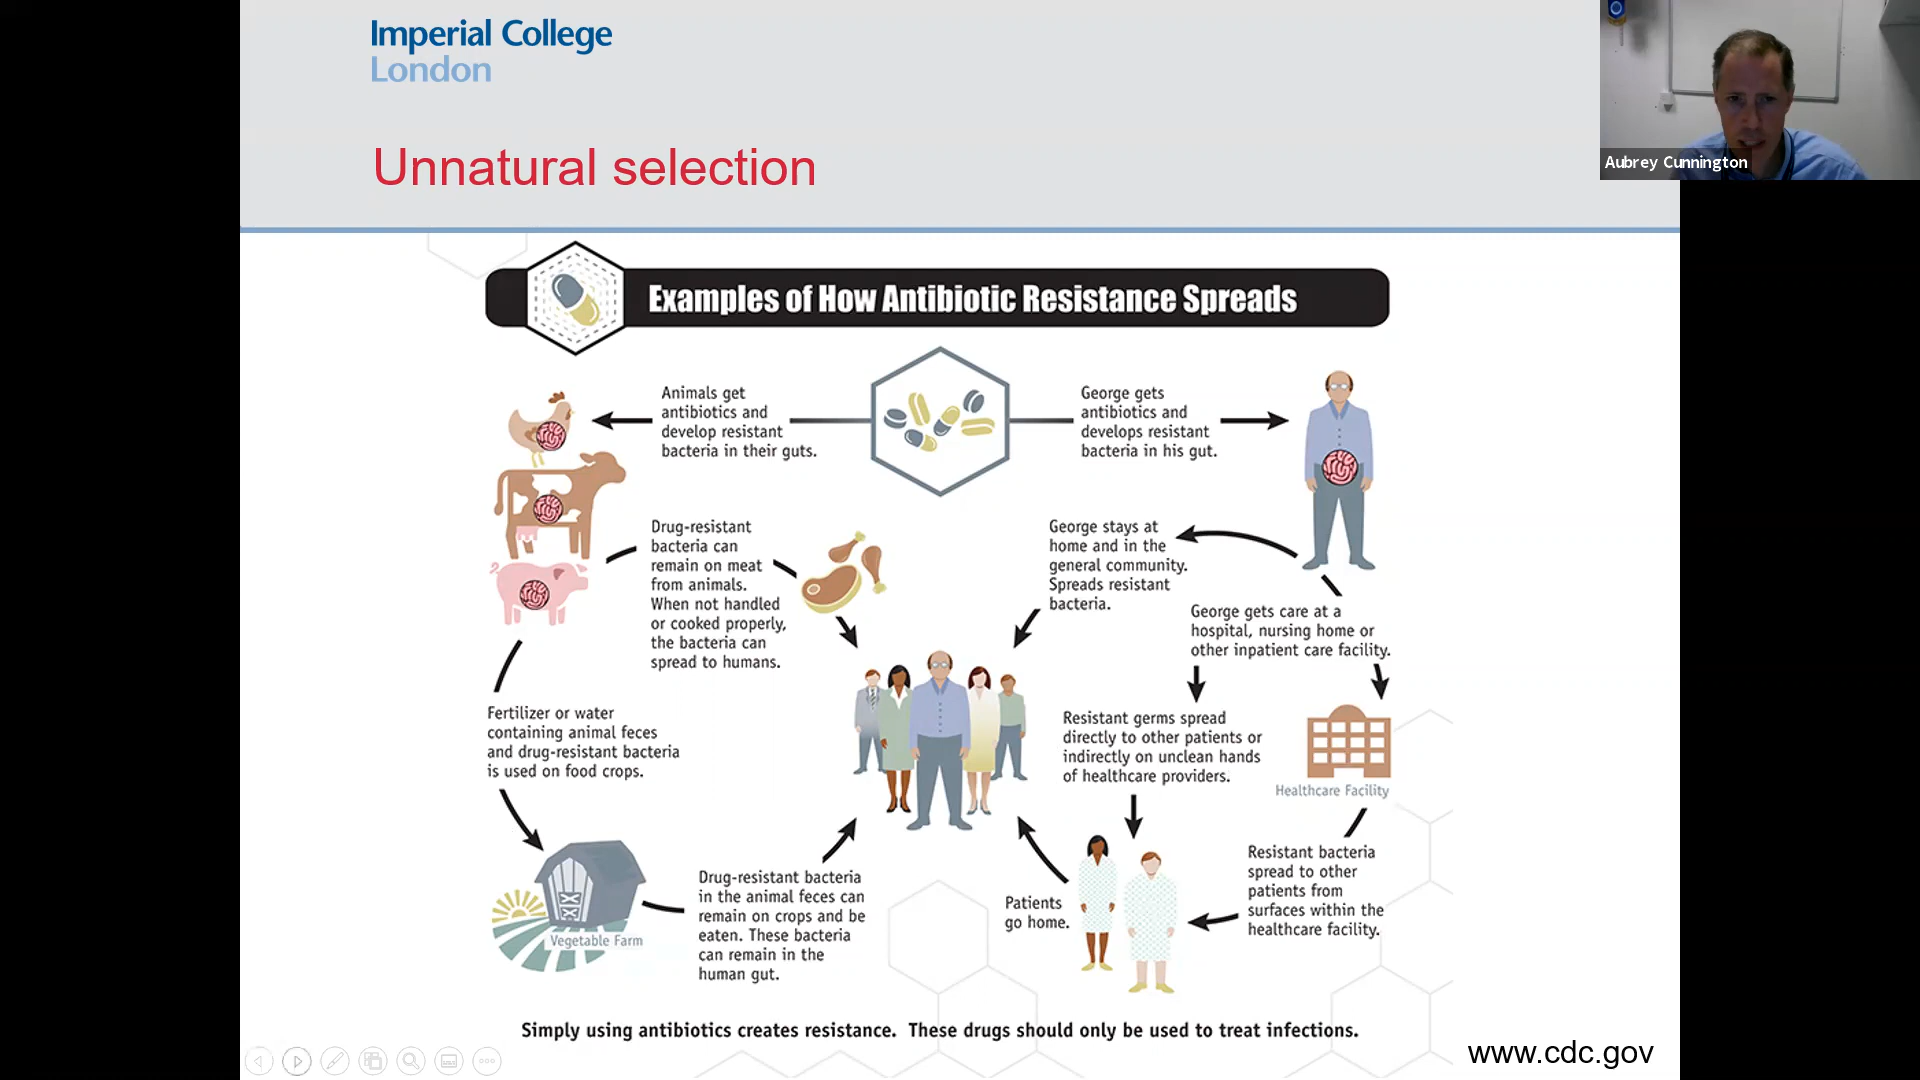 Imperial College
London
Aubrey Cunnington
Unnatural selection
Examples of How Antibiotic Resistance Spreads
Animals get
antibiotics and
develop resistant
bacteria in their guts.
George gets
antibiotics and
develops resistant
bacteria in his gut.
Drug-resistant
bacteria can
remain on meat
from animals.
When not handled
or cooked properly,
the bacteria can
spread to humans.
George stays at
home and in the
general community.
Spreads resistant
bacteria.
George gets care at a
hospital, nursing home or
other inpatient care facility.
Fertilizer or water
containing animal feces
and drug-resistant bacteria
is used on food crops.
Resistant germs spread
directly to other patients or
indirectly on unclean hands
of healthcare providers.
Healthcare Facility
Vegetable Farm
Drug-resistant bacteria
in the animal feces can
remain on crops and be
eaten. These bacteria
can remain in the
human gut.
Patients
go home.
Resistant bacteria
spread to other
patients from
surfaces within the
healthcare facility.
Simply using antibiotics creates resistance. These drugs should only be used to treat infections.
www.cdc.gov